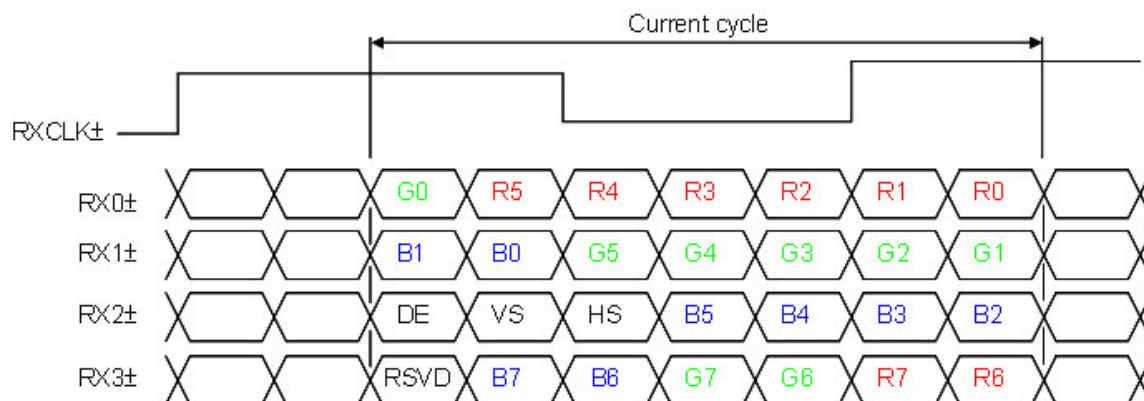 Current cycle
RXCLK±
RX0± G0 R5 R4 R3 R2 R1 R0
RX1± B1 B0 G5 G4 G3 G2 G1
RX2± DE VS HS B5 B4 B3 B2
RX3± RSVD B7 B6 G7 G6 R7 R6